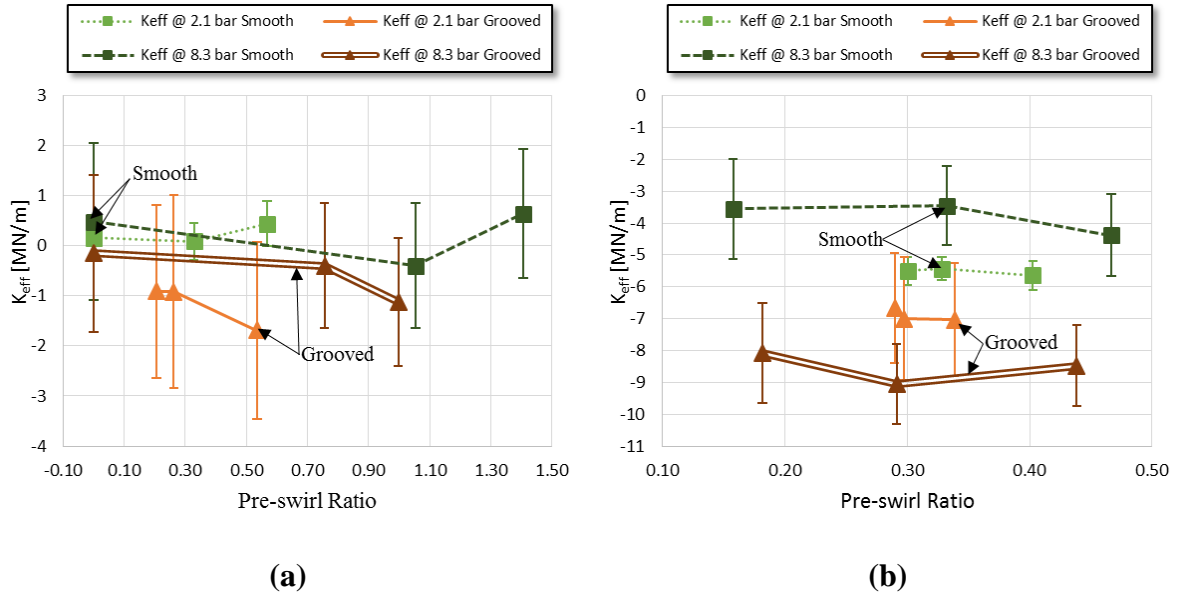 Keff @ 2.1 bar Smooth Keff @ 2.1 bar Grooved
Keff @ 8.3 bar Smooth Keff @ 8.3 bar Grooved
3
2
1
0
-1
-2
-3
-4
Keff [MN/m]
Smooth
Grooved
-0.10 0.10 0.30 0.50 0.70 0.90 1.10 1.30 1.50
Pre-swirl Ratio
(a)
Keff @ 2.1 bar Smooth Keff @ 2.1 bar Grooved
Keff @ 8.3 bar Smooth Keff @ 8.3 bar Grooved
0
-1
-2
-3
-4
-5
-6
-7
-8
-9
-10
-11
Keff [MN/m]
Smooth
Grooved
0.10 0.20 0.30 0.40 0.50
Pre-swirl Ratio
(b)